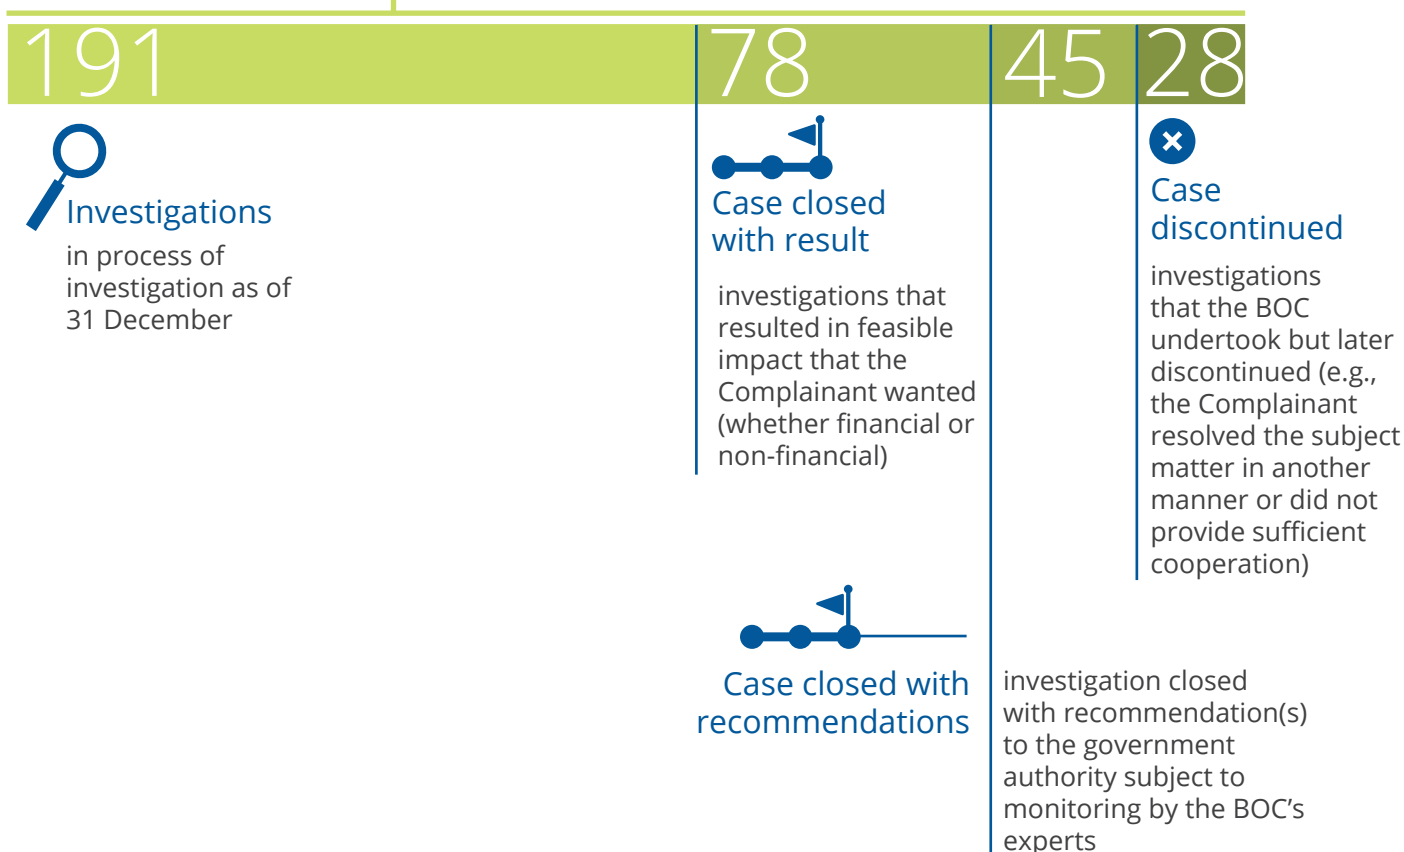 191
78
45
28
Investigations
in process of
investigation as of
31 December
Case closed
with result
investigations that
resulted in feasible
impact that the
Complainant wanted
(whether financial or
non-financial)
Case
discontinued
investigations
that the BOC
undertook but later
discontinued (e.g.,
the Complainant
resolved the subject
matter in another
manner or did not
provide sufficient
cooperation)
Case closed with
recommendations
investigation closed
with recommendation(s)
to the government
authority subject to
monitoring by the BOC’s
experts